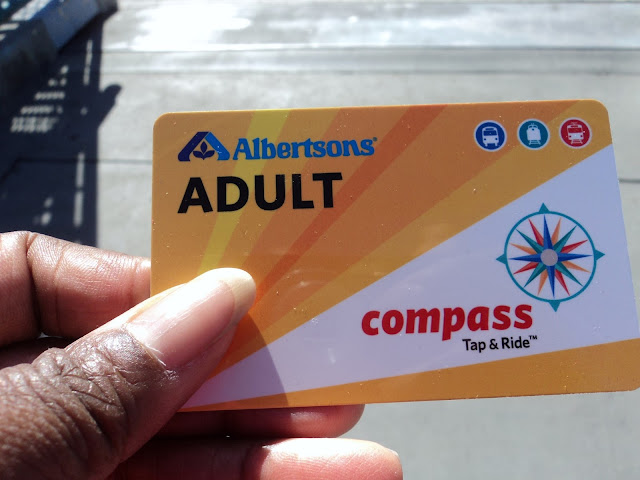 Albertsons®
ADULT
compass
Tap & Ride™